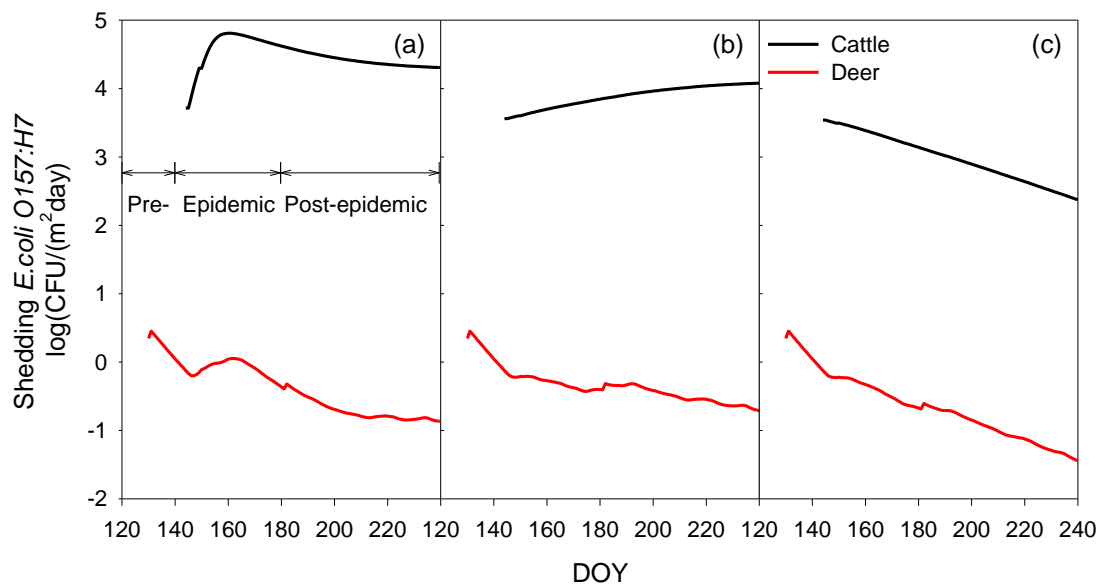 (a)
(b)
(c)
Cattle
Deer
Shedding E.coli O157:H7
log(CFU/(m²day)
5
4
3
2
1
0
-1
-2
Pre-
Epidemic
Post-epidemic
120 140 160 180 200 220 120 140 160 180 200 220 120 140 160 180 200 220 240
DOY